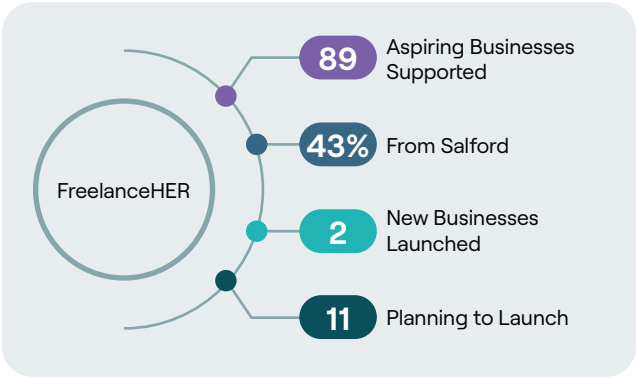 FreelanceHER
89
Aspiring Businesses
Supported
43%
From Salford
2
New Businesses
Launched
11
Planning to Launch